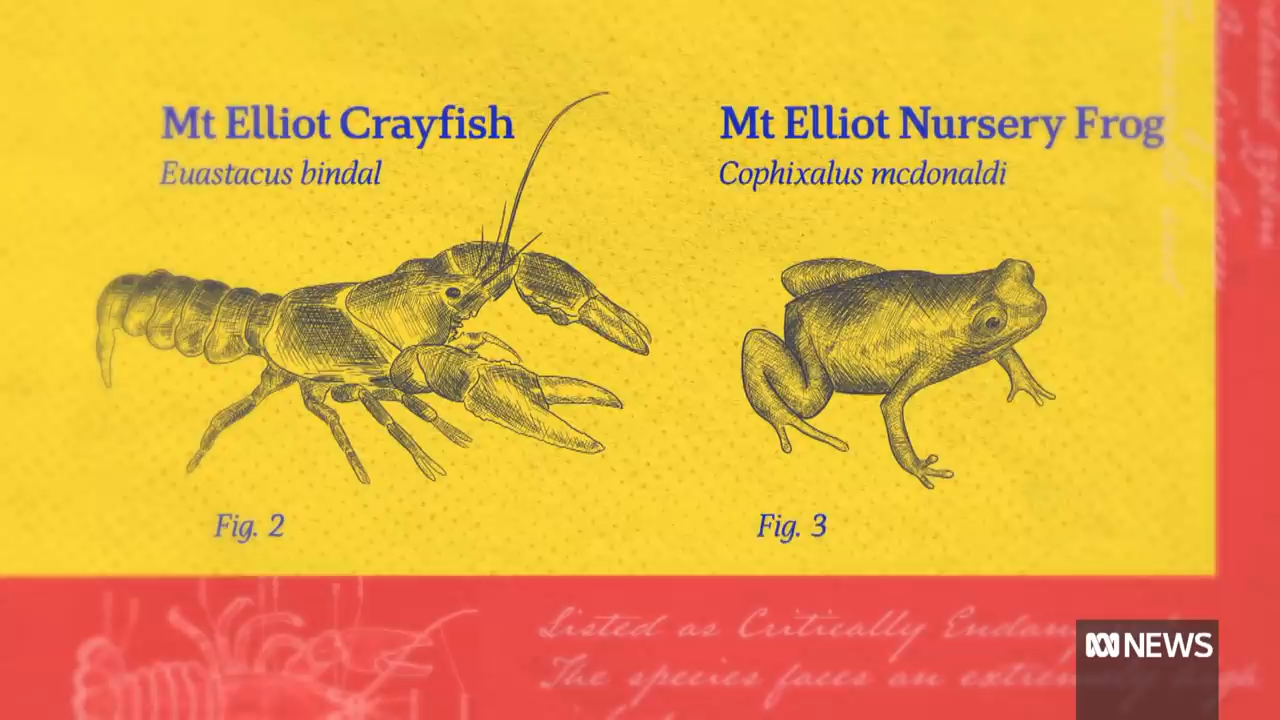 Mt Elliot Crayfish
Euastacus bindal
Mt Elliot Nursery Frog
Cophixalus mcdonaldi
Fig. 2
Fig. 3
Listed as Critically
The species faces an
NEWS